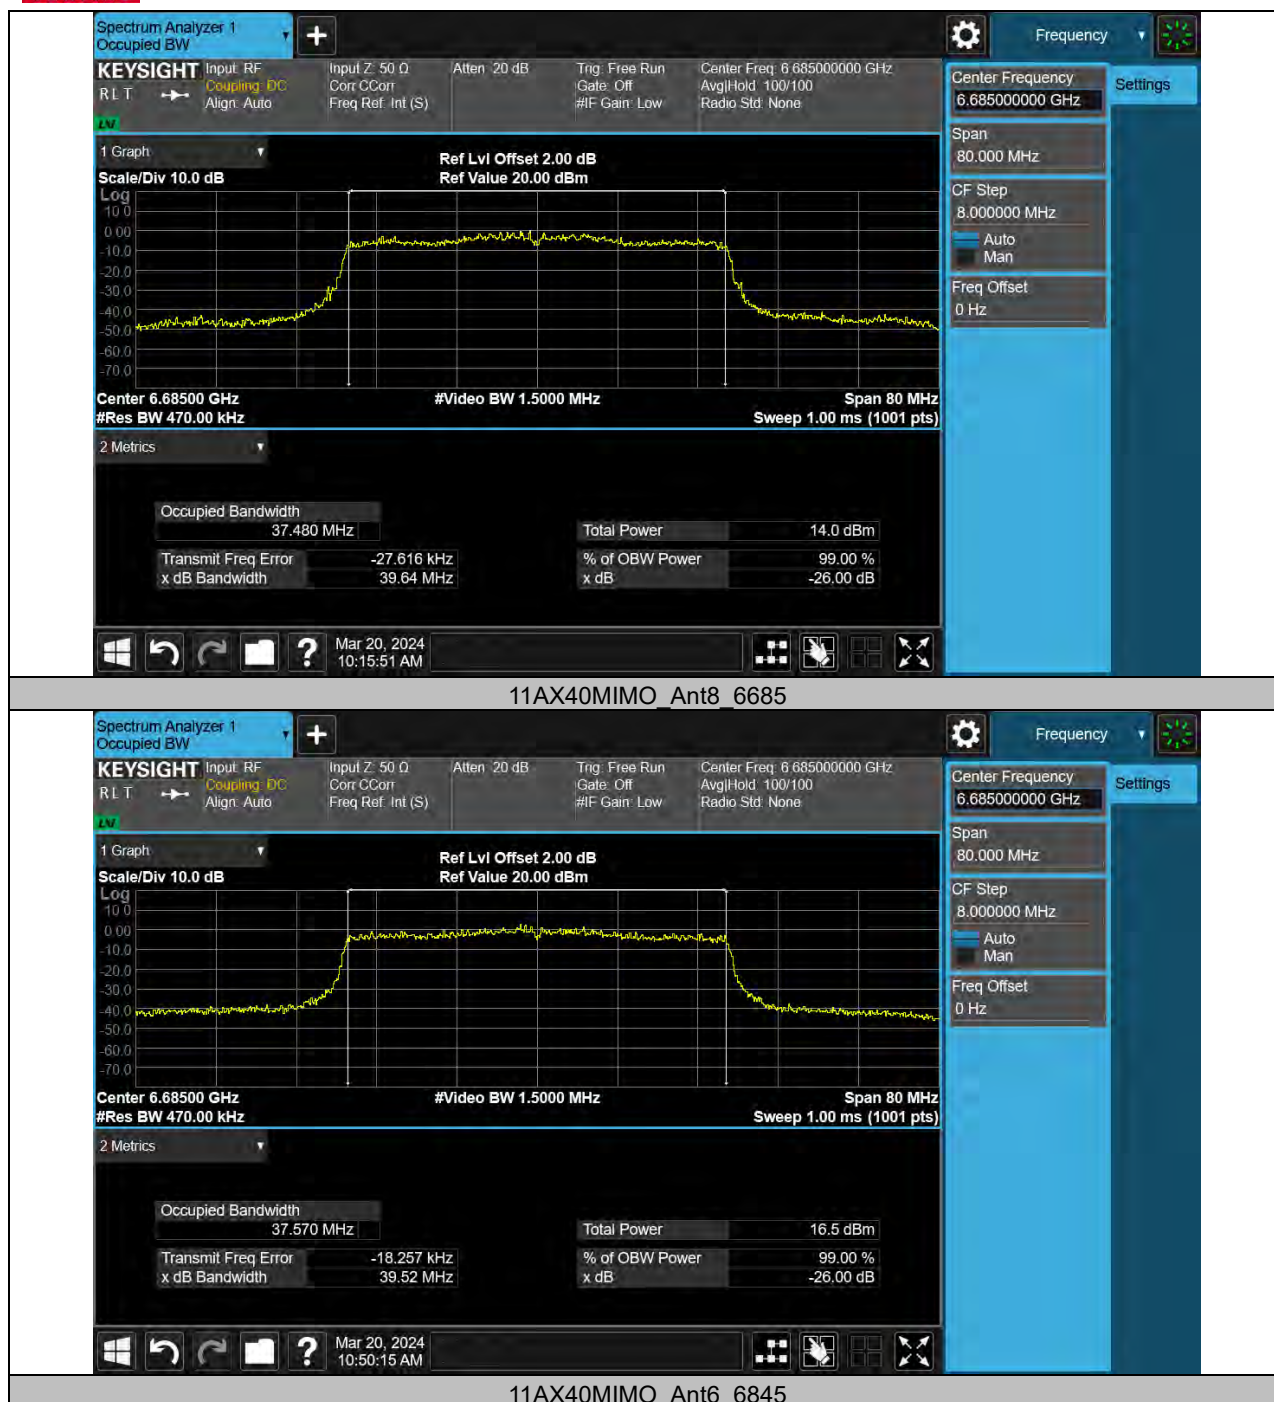 Spectrum Analyzer 1
Occupied BW
Frequency
KEYSIGHT
RLT
Input: RF
Coupling: DC
Align: Auto
Input Z: 50 Ω
Corr CCorr
Freq Ref: Int (S)
Atten: 20 dB
Trig: Free Run
Gate: Off
#IF Gain: Low
Center Freq: 6.685000000 GHz
Avg|Hold: 100/100
Radio Std: None
Center Frequency
6.685000000 GHz
Settings
Span
80.000 MHz
CF Step
8.000000 MHz
Auto
Man
Freq Offset
0 Hz
1 Graph
Scale/Div 10.0 dB
Ref Lvl Offset 2.00 dB
Ref Value 20.00 dBm
Log
10.0
0.00
-10.0
-20.0
-30.0
-40.0
-50.0
-60.0
-70.0
Center 6.68500 GHz
#Res BW 470.00 kHz
#Video BW 1.5000 MHz
Span 80 MHz
Sweep 1.00 ms (1001 pts)
2 Metrics
Occupied Bandwidth
37.480 MHz
Transmit Freq Error -27.616 kHz
x dB Bandwidth 39.64 MHz
Total Power 14.0 dBm
% of OBW Power 99.00 %
x dB -26.00 dB
Mar 20, 2024
10:15:51 AM
11AX40MIMO_Ant8_6685
Spectrum Analyzer 1
Occupied BW
Frequency
KEYSIGHT
RLT
Input: RF
Coupling: DC
Align: Auto
Input Z: 50 Ω
Corr CCorr
Freq Ref: Int (S)
Atten: 20 dB
Trig: Free Run
Gate: Off
#IF Gain: Low
Center Freq: 6.685000000 GHz
Avg|Hold: 100/100
Radio Std: None
Center Frequency
6.685000000 GHz
Settings
Span
80.000 MHz
CF Step
8.000000 MHz
Auto
Man
Freq Offset
0 Hz
1 Graph
Scale/Div 10.0 dB
Ref Lvl Offset 2.00 dB
Ref Value 20.00 dBm
Log
10.0
0.00
-10.0
-20.0
-30.0
-40.0
-50.0
-60.0
-70.0
Center 6.68500 GHz
#Res BW 470.00 kHz
#Video BW 1.5000 MHz
Span 80 MHz
Sweep 1.00 ms (1001 pts)
2 Metrics
Occupied Bandwidth
37.570 MHz
Transmit Freq Error -18.257 kHz
x dB Bandwidth 39.52 MHz
Total Power 16.5 dBm
% of OBW Power 99.00 %
x dB -26.00 dB
Mar 20, 2024
10:50:15 AM
11AX40MIMO_Ant6_6845